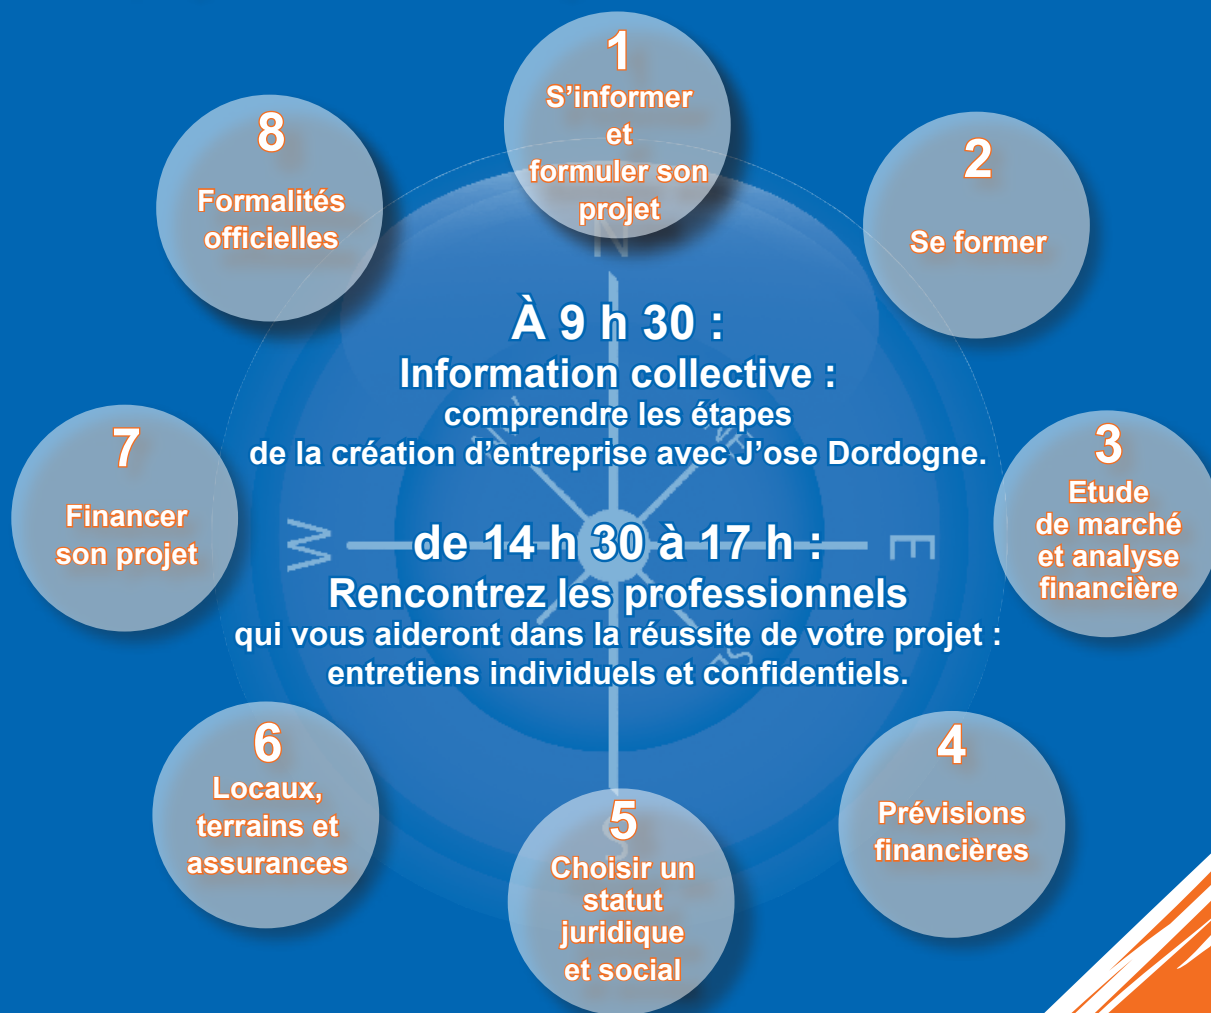 1
S'informer
et
formuler son
projet
2
Se former
3
Etude
de marché
et analyse
financière
4
Prévisions
financières
5
Choisir un
statut
juridique
et social
6
Locaux,
terrains et
assurances
7
Financer
son projet
8
Formalités
officielles
À 9 h 30 :
Information collective :
comprendre les étapes
de la création d'entreprise avec J'ose Dordogne.
de 14 h 30 à 17 h :
Rencontrez les professionnels
qui vous aideront dans la réussite de votre projet :
entretiens individuels et confidentiels.
N
NE
E
SE
S
W